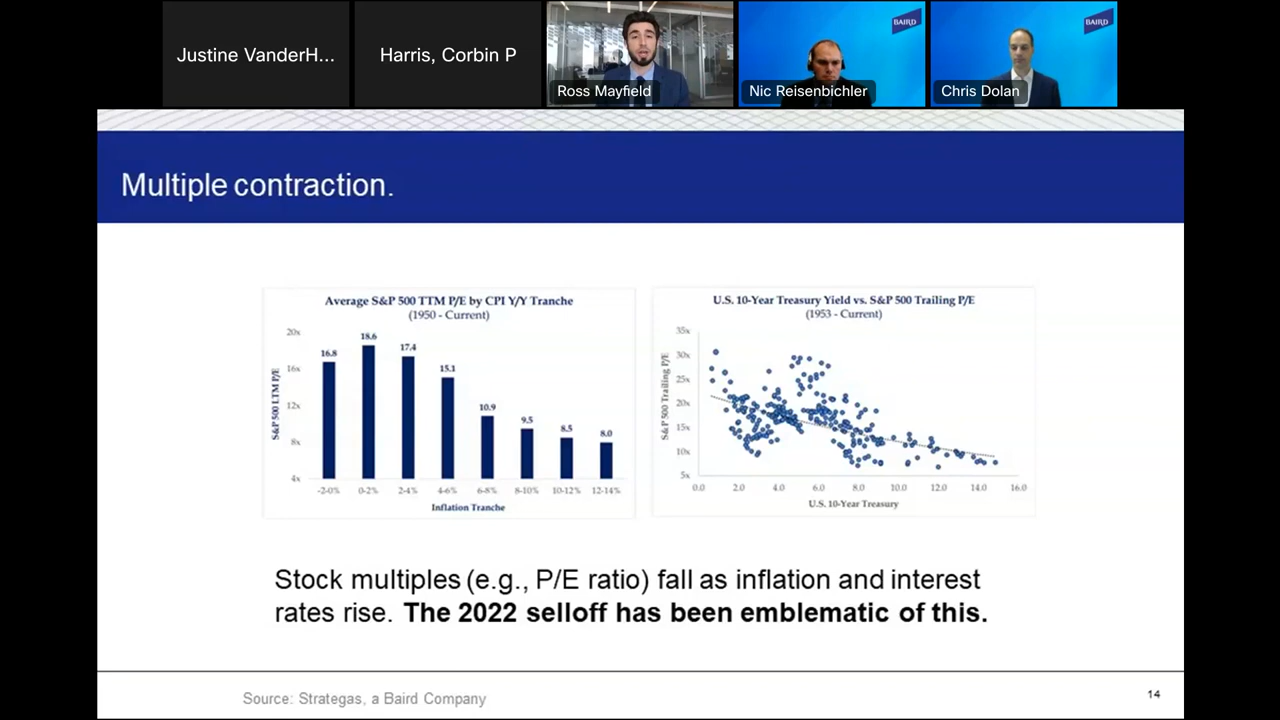 Justine VanderH...
Harris, Corbin P
BAIRD
BAIRD
Ross Mayfield
Nic Reisenbichler
Chris Dolan
Multiple contraction.
Average S&P 500 TTM P/E by CPI Y/Y Tranche
(1950 - Current)
S&P 500 LTM P/E
20x
16x
12x
8x
4x
16.8
18.6
17.4
15.1
10.9
9.5
8.5
8.0
-2-0%
0-2%
2-4%
4-6%
6-8%
8-10%
10-12%
12-14%
Inflation Tranche
U.S. 10-Year Treasury Yield vs. S&P 500 Trailing P/E
(1953 - Current)
S&P 500 Trailing P/E
35x
30x
25x
20x
15x
10x
5x
0.0
2.0
4.0
6.0
8.0
10.0
12.0
14.0
16.0
U.S. 10-Year Treasury
Stock multiples (e.g., P/E ratio) fall as inflation and interest
rates rise. The 2022 selloff has been emblematic of this.
Source: Strategas, a Baird Company
14